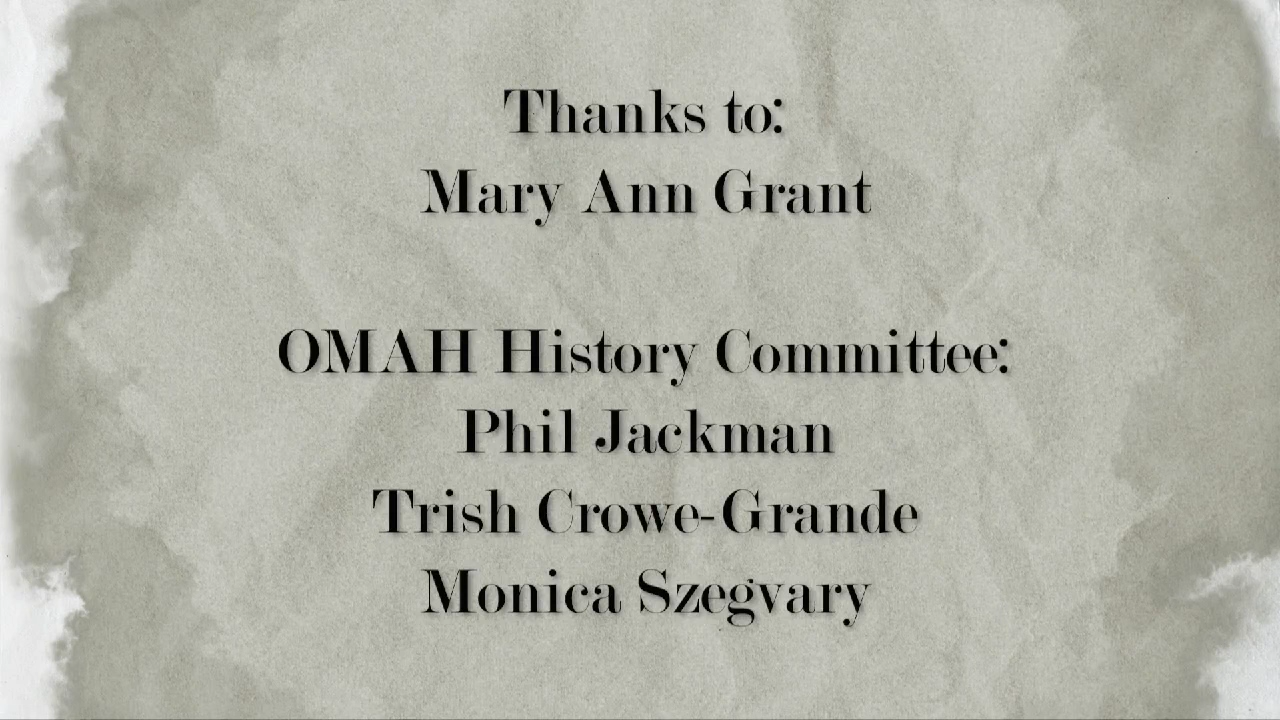 Thanks to:
Mary Ann Grant
OMAH History Committee:
Phil Jackman
Trish Crowe-Grande
Monica Szegvary